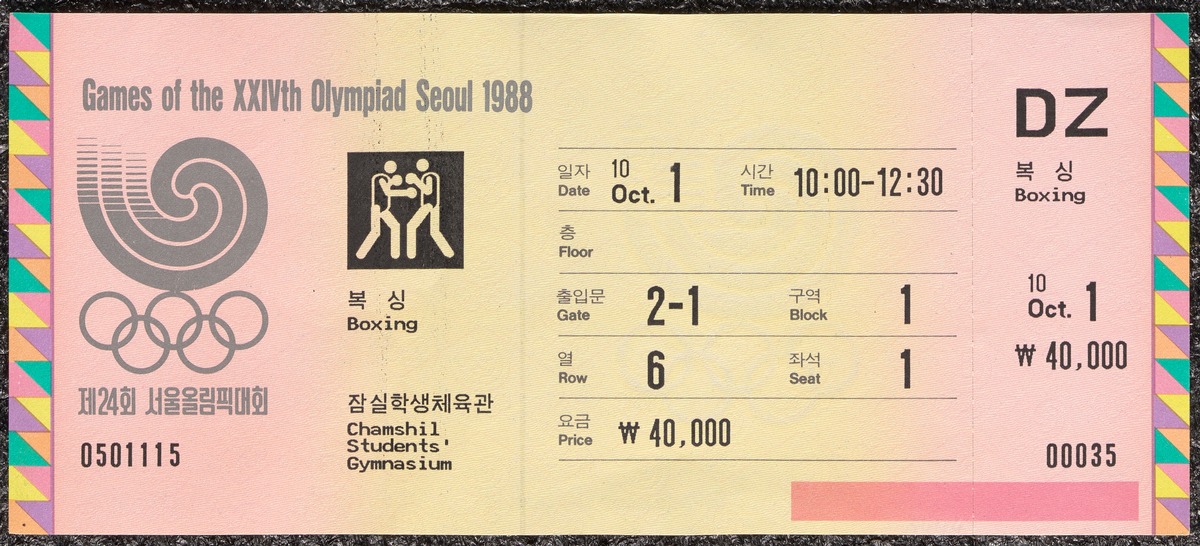 Games of the XXIVth Olympiad Seoul 1988
제24회 서울올림픽대회
0501115
복 싱
Boxing
잠실학생체육관
Chamshil
Students'
Gymnasium
일자 10
Date Oct. 1
시간
Time 10:00-12:30
층
Floor
출입문
Gate 2-1
구역
Block 1
열
Row 6
좌석
Seat 1
요금
Price ₩ 40,000
DZ
복 싱
Boxing
10
Oct. 1
₩ 40,000
00035